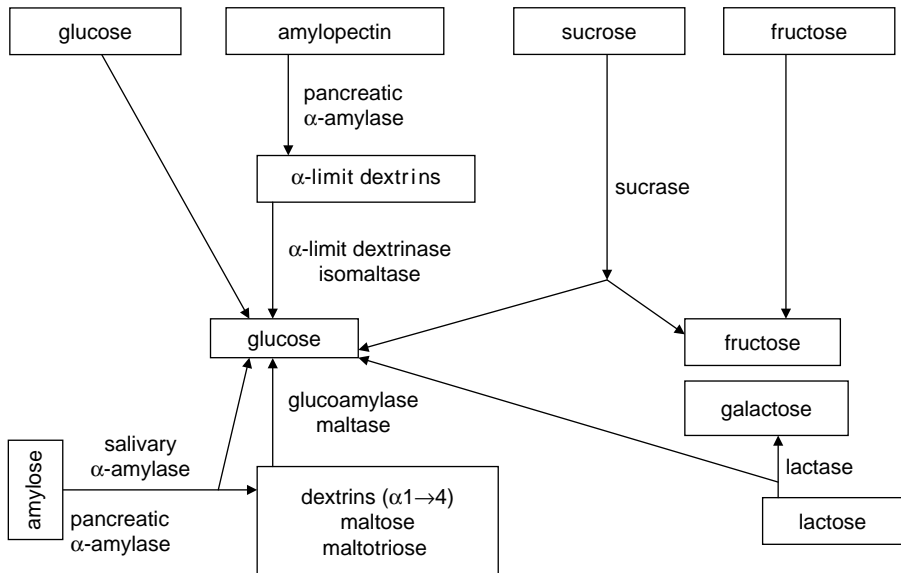 glucose
amylopectin
sucrose
fructose
pancreatic
α-amylase
α-limit dextrins
sucrase
α-limit dextrinase
isomaltase
glucose
fructose
glucoamylase
maltase
galactose
salivary
α-amylase
lactase
amylose
dextrins (α1→4)
maltose
maltotriose
pancreatic
α-amylase
lactose